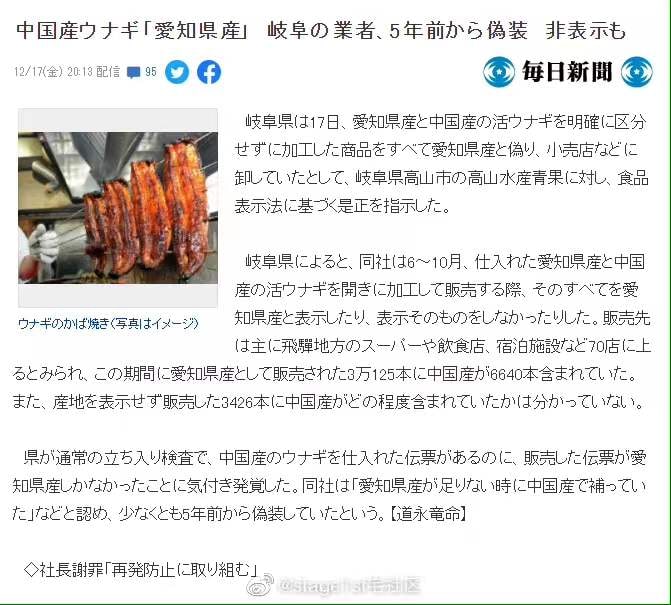 中国産ウナギ「愛知県産」 岐阜の業者、5年前から偽装 非表示も
12/17(金) 20:13 配信 95
毎日新聞
岐阜県は17日、愛知県産と中国産の活ウナギを明確に区分
せずに加工した商品をすべて愛知県産と偽り、小売店などに
卸していたとして、岐阜県高山市の高山水産青果に対し、食品
表示法に基づく是正を指示した。
岐阜県によると、同社は6～10月、仕入れた愛知県産と中国
産の活ウナギを開きに加工して販売する際、そのすべてを愛
知県産と表示したり、表示そのものをしなかったりした。販売先
は主に飛騨地方のスーパーや飲食店、宿泊施設など70店に上
るとみられ、この期間に愛知県産として販売された3万125本に中国産が6640本含まれていた。
また、産地を表示せず販売した3426本に中国産がどの程度含まれていたかは分かっていない。
ウナギのかば焼き(写真はイメージ)
県が通常の立ち入り検査で、中国産のウナギを仕入れた伝票があるのに、販売した伝票が愛
知県産しかなかったことに気付き発覚した。同社は「愛知県産が足りない時に中国産で補ってい
た」などと認め、少なくとも5年前から偽装していたという。【道永竜命】
◇社長謝罪「再発防止に取り組む」